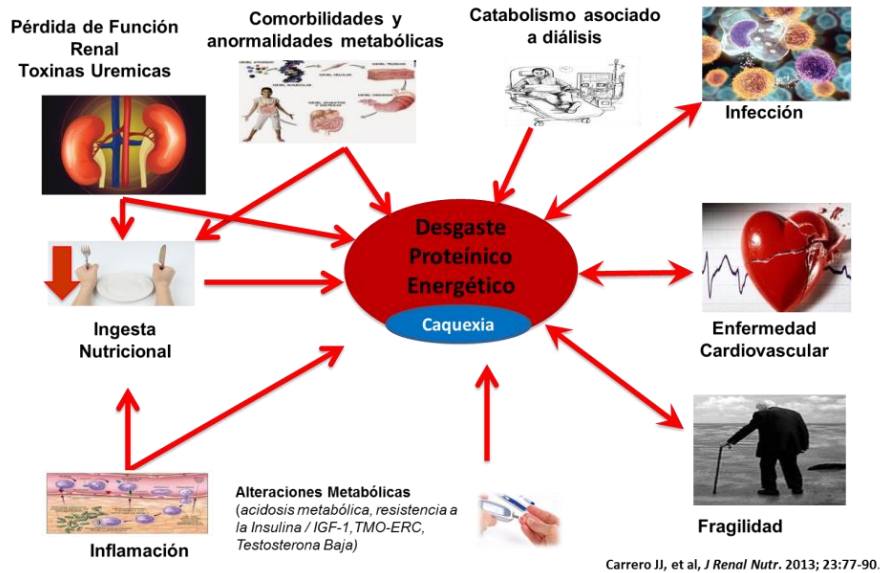 Pérdida de Función
Renal
Toxinas Uremicas
Comorbilidades y
anormalidades metabólicas
Catabolismo asociado
a diálisis
Infección
Desgaste
Proteínico
Energético
Caquexia
Ingesta
Nutricional
Enfermedad
Cardiovascular
Inflamación
Alteraciones Metabólicas
(acidosis metabólica, resistencia a
la Insulina / IGF-1,TMO-ERC,
Testosterona Baja)
Fragilidad
Carrero JJ, et al, J Renal Nutr. 2013; 23:77-90.